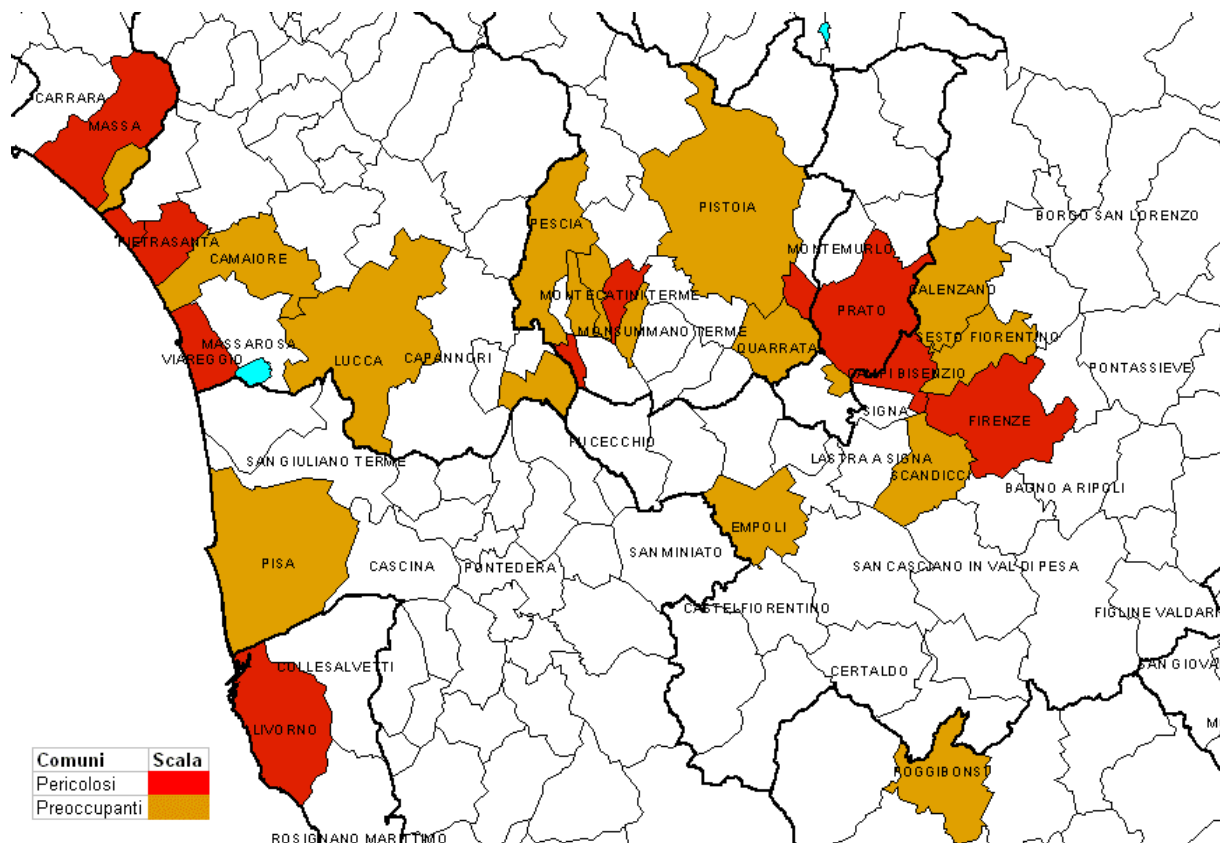 CARRARA
MASSA
PISTOIA
BORGO SAN LORENZO
PESCIA
PIETRASANTA
MONTEMURLO
CAMAIORE
CALENZANO
MONTECATINI TERME
PRATO
MONSUMMANO TERME
SESTO FIORENTINO
MASSAROSA
QUARRATA
VIAREGGIO
LUCCA
CAPANNORI
PONTASSIEVE
CAMPI BISENZIO
SIGNA
FIRENZE
FUCECCHIO
SAN GIULIANO TERME
LASTRA A SIGNA
SCANDICCI
BAGNO A RIPOLI
EMPOLI
SAN MINIATO
PISA
CASCINA
PONTEDERA
SAN CASCIANO IN VAL DI PESA
CASTELFIORENTINO
FIGLINE VALDAR
COLLESALVETTI
CERTALDO
SAN GIOVA
LIVORNO
M
POGGIBONSI
Comuni Scala
Pericolosi
Preoccupanti
ROSIGNANO MARITTIMO